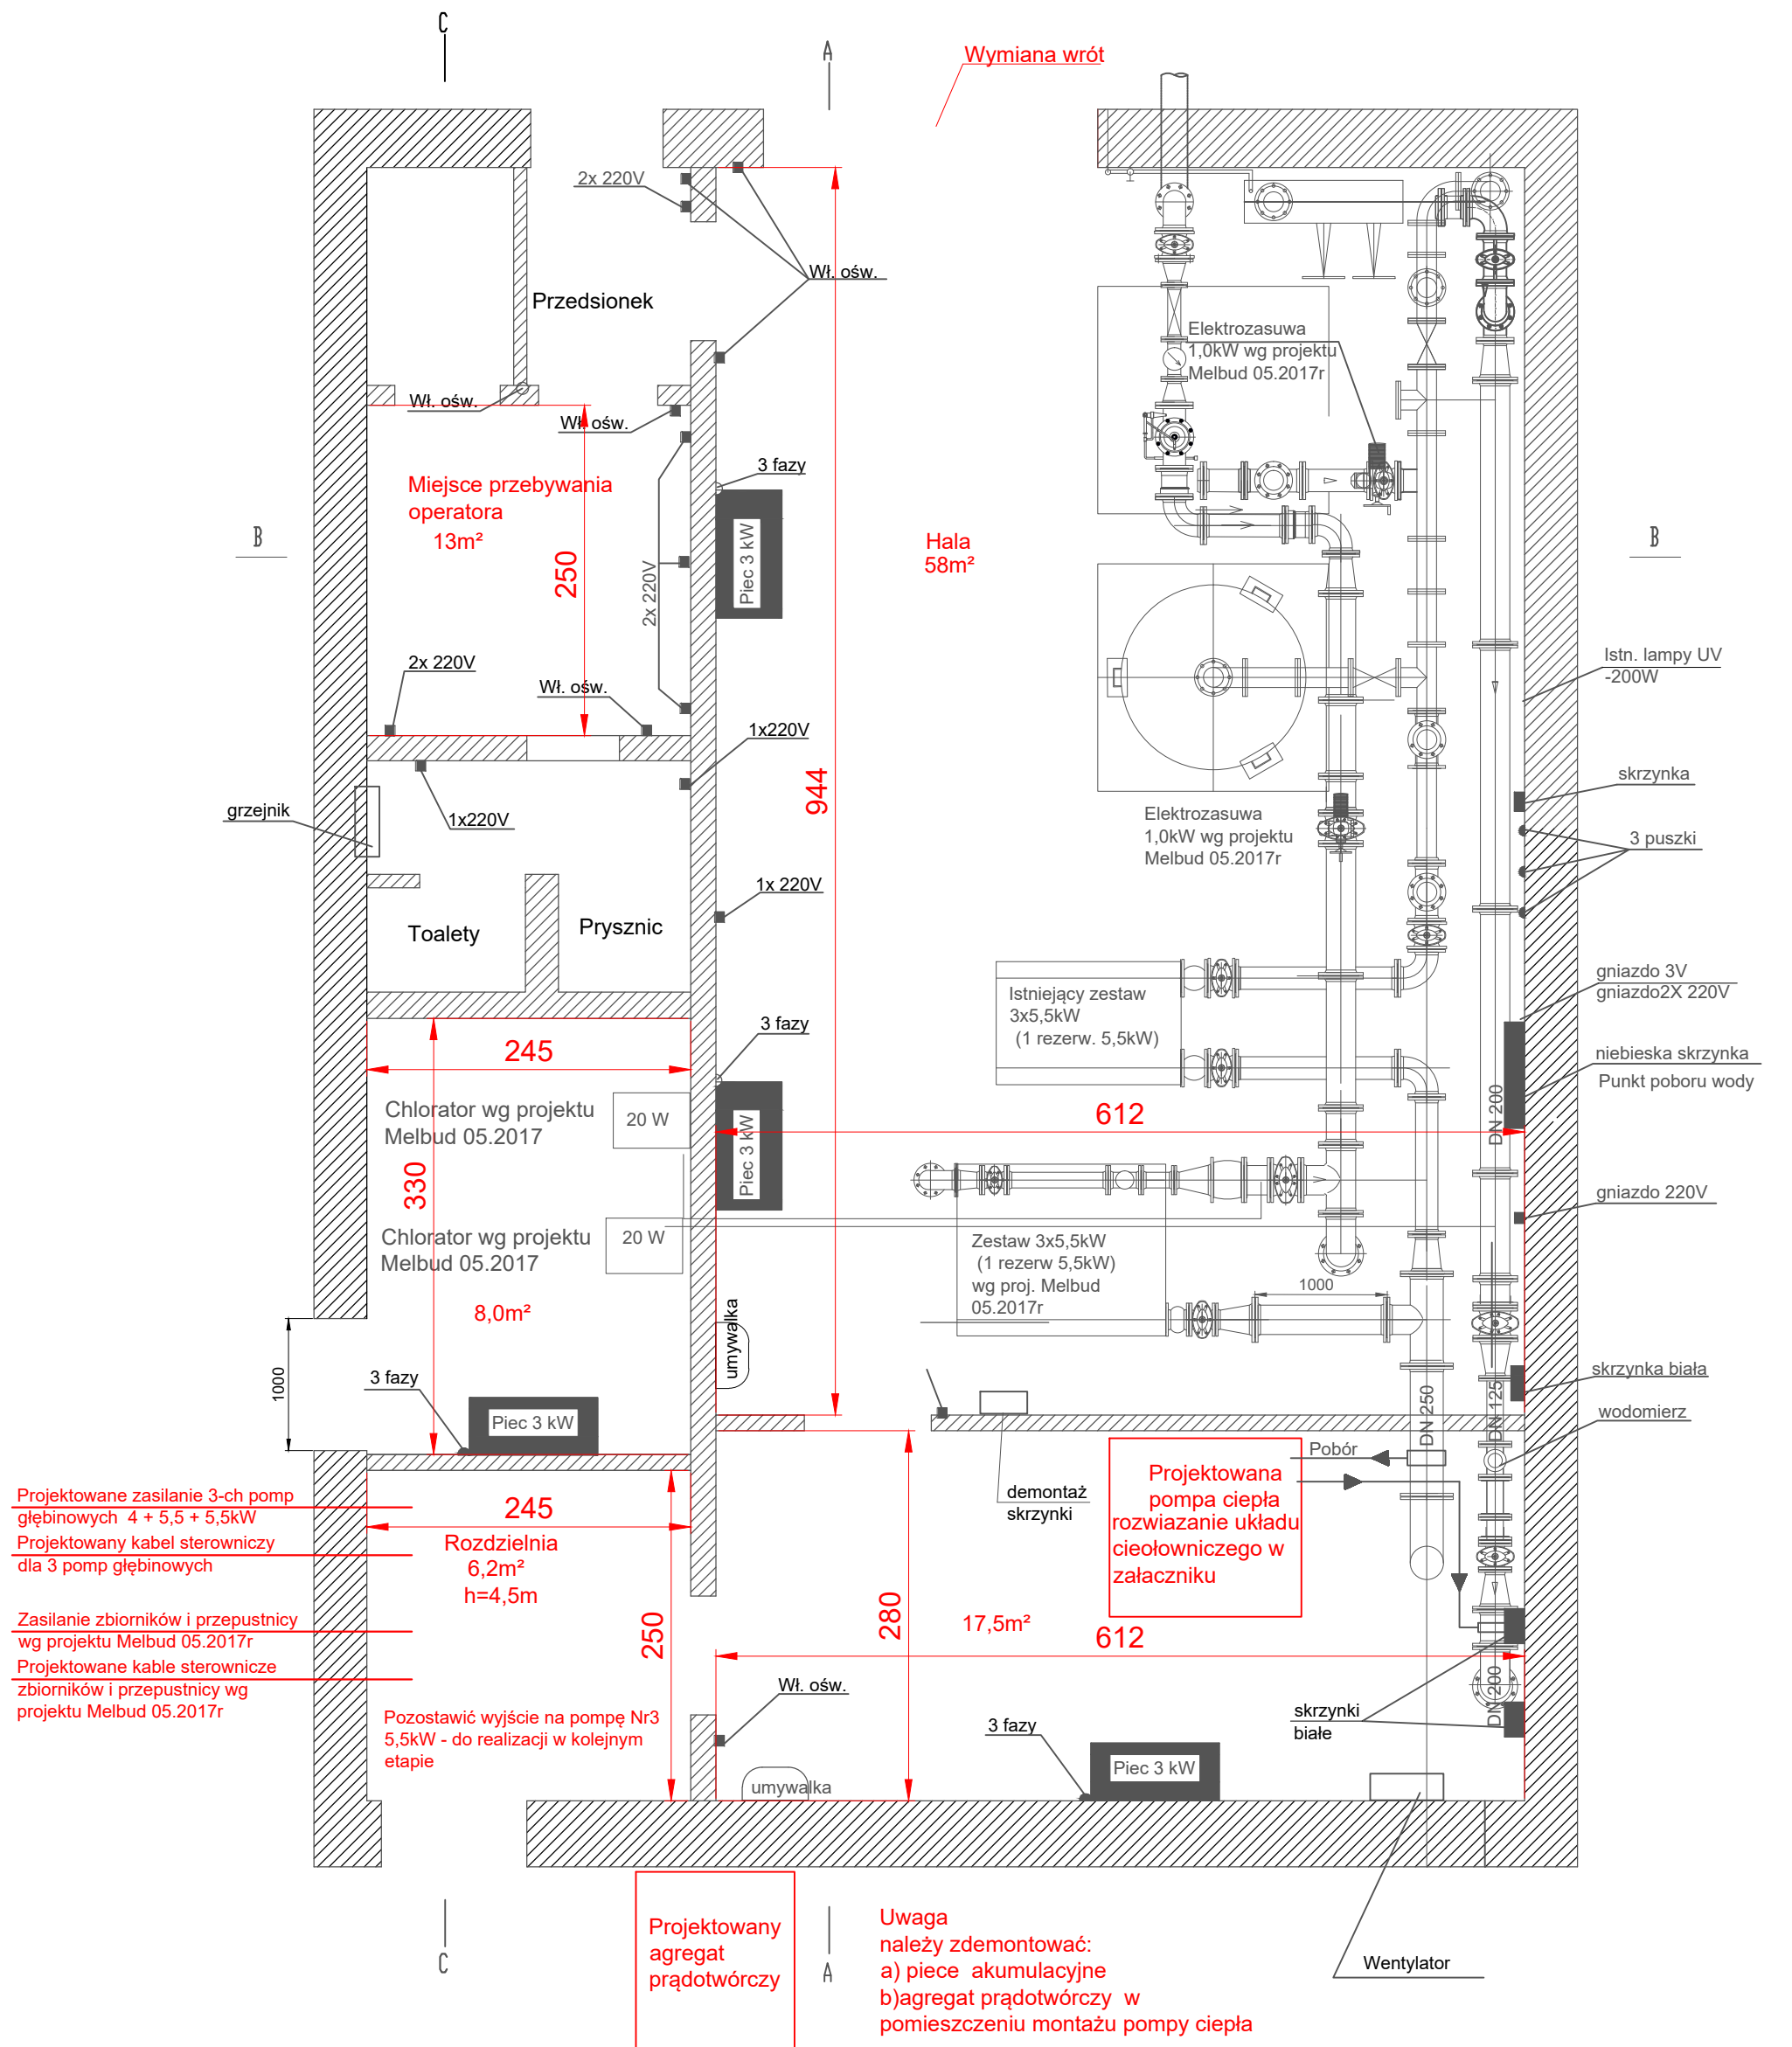 C
A
Wymiana wrót
2x 220V
Wł. ośw.
Przedsionek
Elektrozasuwa
1,0kW wg projektu
Melbud 05.2017r
Wł. ośw.
Wł. ośw.
3 fazy
Miejsce przebywania
operatora
13m²
250
2x 220V
Piec 3 kW
Hala
58m²
B
B
2x 220V
Wł. ośw.
Istn. lampy UV
-200W
1x220V
944
skrzynka
grzejnik
1x220V
Elektrozasuwa
1,0kW wg projektu
Melbud 05.2017r
3 puszki
1x 220V
Toalety
Prysznic
gniazdo 3V
gniazdo2X 220V
Istniejący zestaw
3x5,5kW
(1 rezerw. 5,5kW)
3 fazy
245
niebieska skrzynka
Punkt poboru wody
DN 200
Chlorator wg projektu
Melbud 05.2017
20 W
Piec 3 kW
612
330
gniazdo 220V
Chlorator wg projektu
Melbud 05.2017
20 W
Zestaw 3x5,5kW
(1 rezerw 5,5kW)
wg proj. Melbud
05.2017r
1000
8,0m²
umywalka
1000
3 fazy
Piec 3 kW
skrzynka biała
DN 250
DN 125
wodomierz
Pobór
Projektowana
pompa ciepła
rozwiazanie układu
cieołowniczego w
załaczniku
demontaż
skrzynki
Projektowane zasilanie 3-ch pomp
głębinowych  4 + 5,5 + 5,5kW
Projektowany kabel sterowniczy
dla 3 pomp głębinowych
Zasilanie zbiorników i przepustnicy
wg projektu Melbud 05.2017r
Projektowane kable sterownicze
zbiorników i przepustnicy wg
projektu Melbud 05.2017r
245
Rozdzielnia
6,2m²
h=4,5m
250
280
17,5m²
612
Pozostawić wyjście na pompę Nr3
5,5kW - do realizacji w kolejnym
etapie
Wł. ośw.
3 fazy
skrzynki
białe
DN 200
umywalka
Piec 3 kW
Wentylator
C
A
Projektowany
agregat
prądotwórczy
Uwaga
należy zdemontować:
a) piece  akumulacyjne
b)agregat prądotwórczy  w
pomieszczeniu montażu pompy ciepła